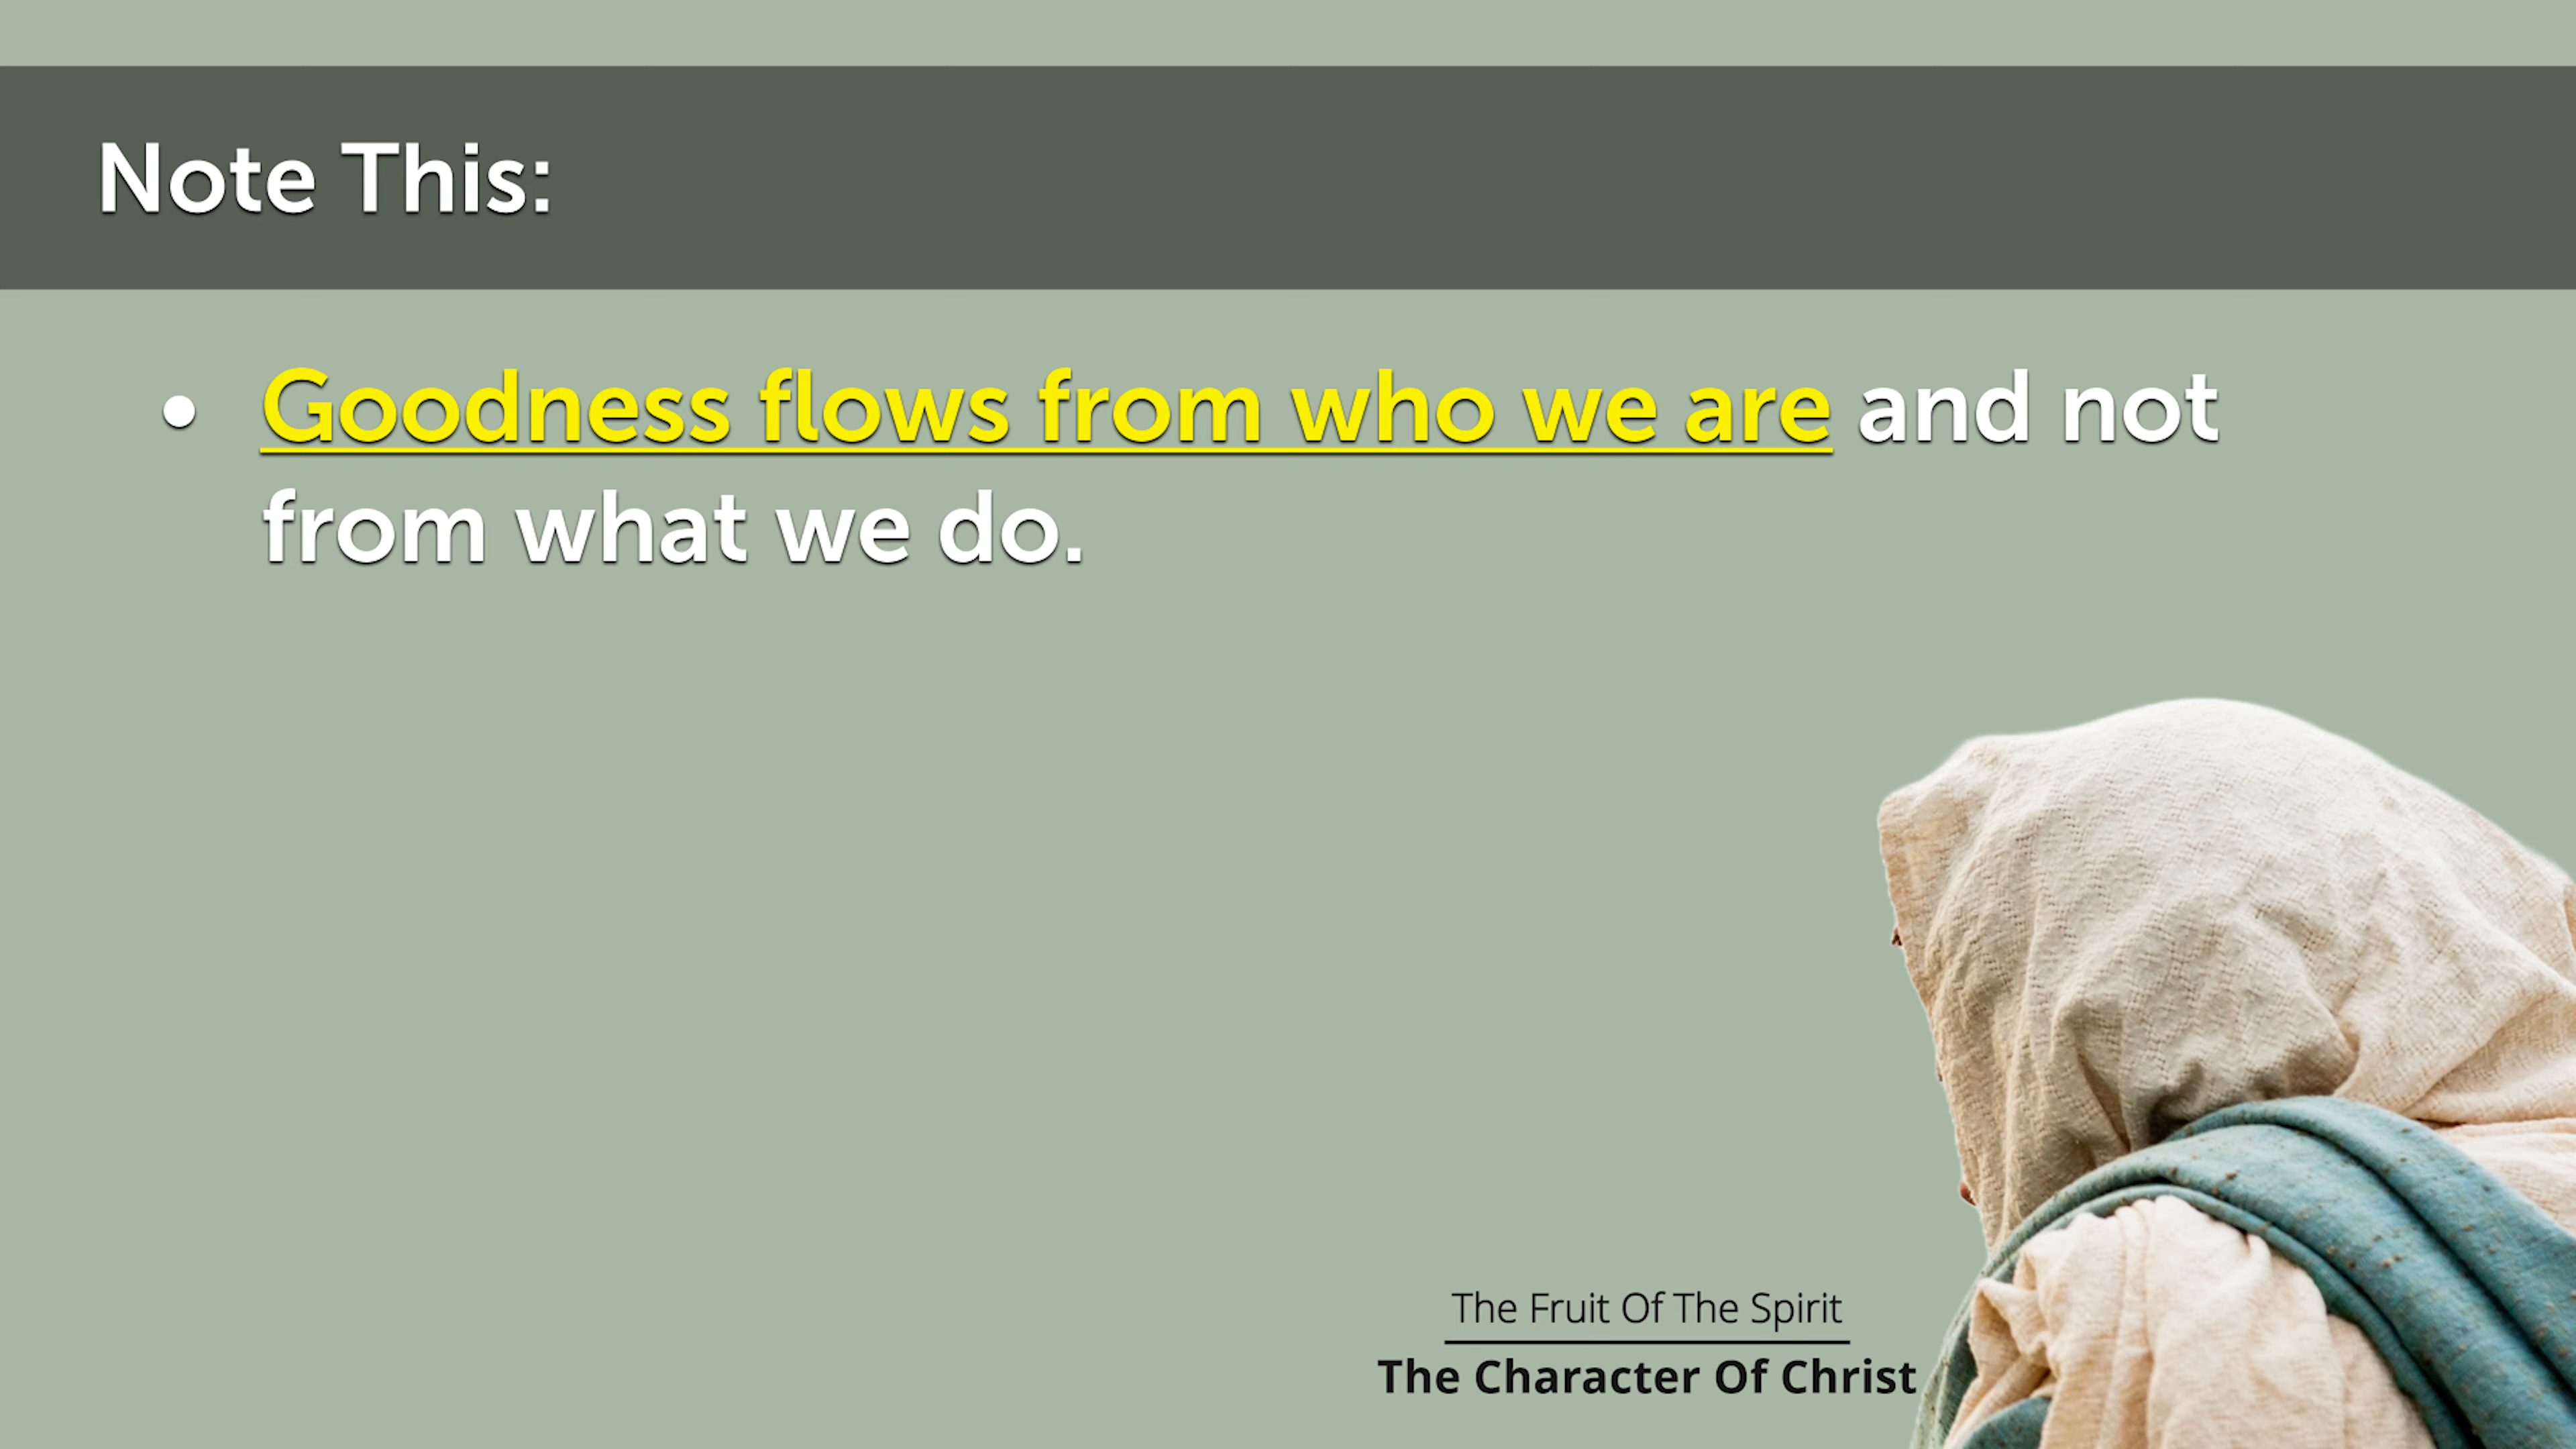 Note This:
• Goodness flows from who we are and not
from what we do.
The Fruit Of The Spirit
The Character Of Christ